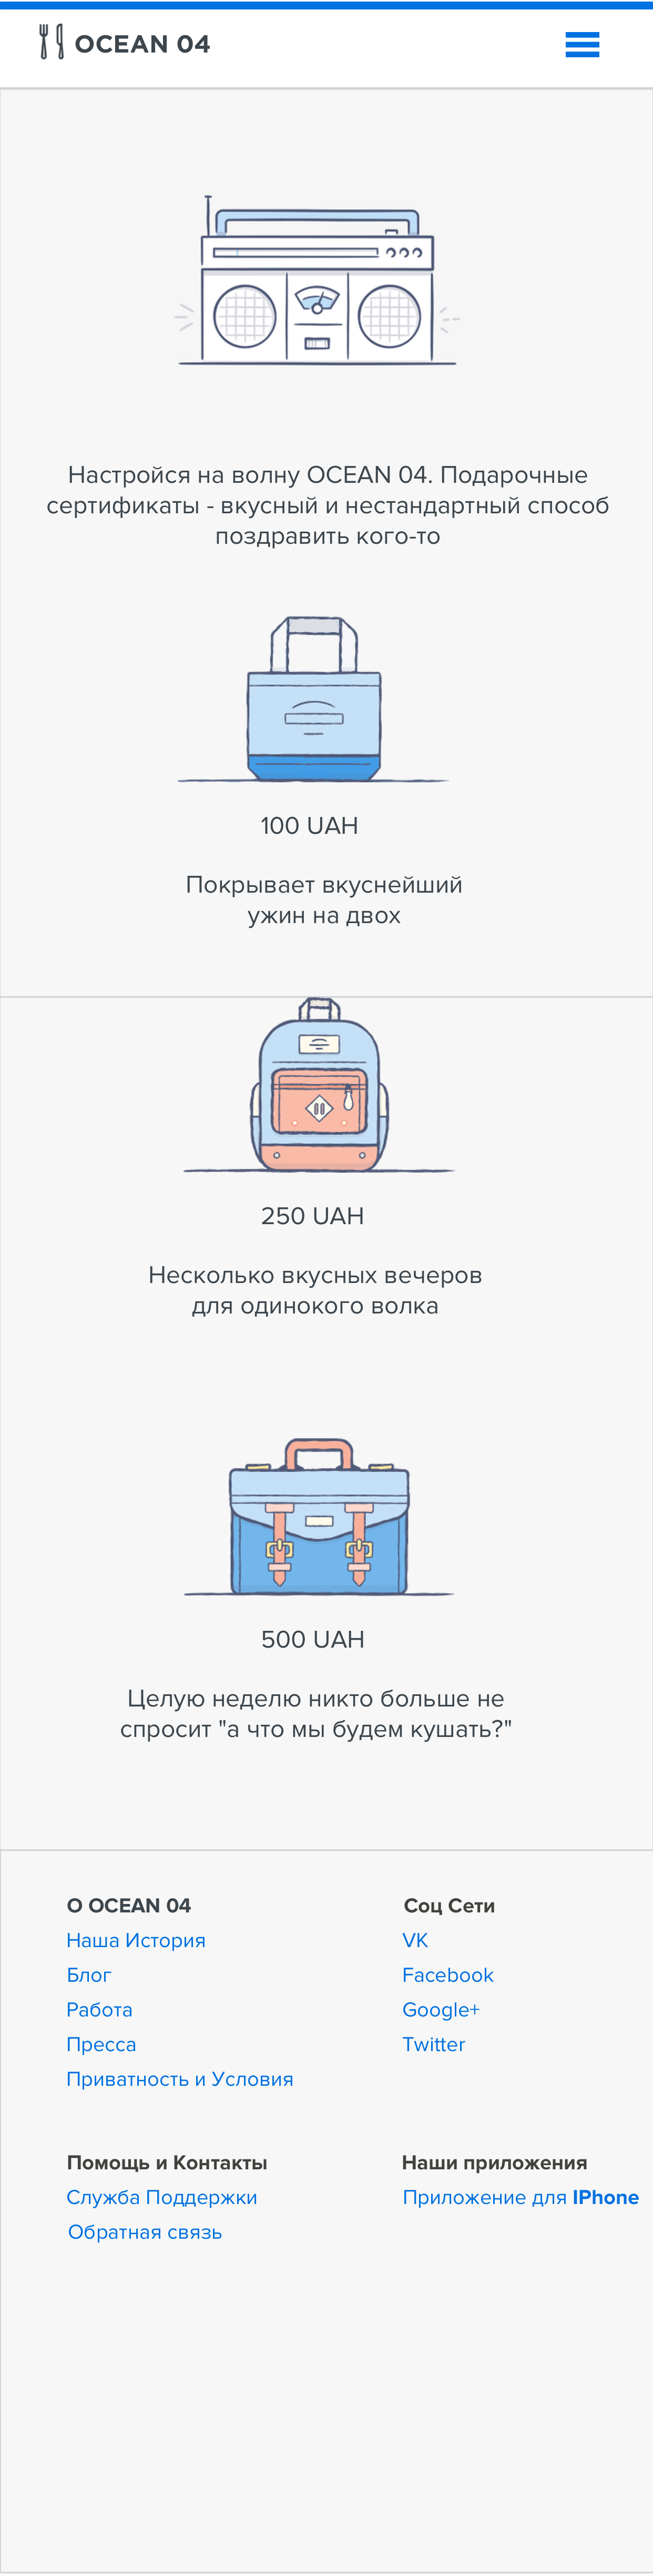 OCEAN 04
Настройся на волну OCEAN 04. Подарочные
сертификаты - вкусный и нестандартный способ
поздравить кого-то
100 UAH
Покрывает вкуснейший
ужин на двох
250 UAH
Несколько вкусных вечеров
для одинокого волка
500 UAH
Целую неделю никто больше не
спросит "а что мы будем кушать?"
О OCEAN 04
Наша История
Блог
Работа
Пресса
Приватность и Условия
Соц Сети
VK
Facebook
Google+
Twitter
Помощь и Контакты
Служба Поддержки
Обратная связь
Наши приложения
Приложение для IPhone